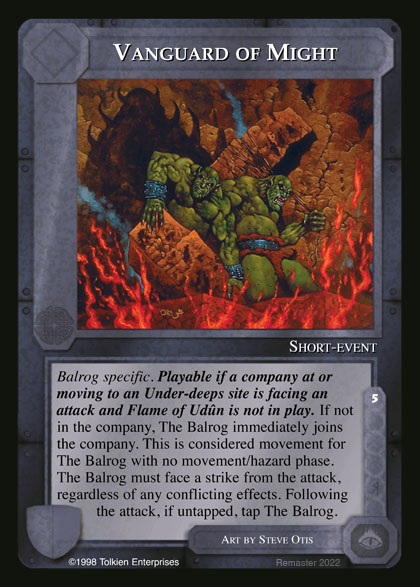 Vanguard of Might
Short-event
Balrog specific. Playable if a company at or
moving to an Under-deeps site is facing an
attack and Flame of Udûn is not in play. If not
in the company, The Balrog immediately joins
the company. This is considered movement for
The Balrog with no movement/hazard phase.
The Balrog must face a strike from the attack,
regardless of any conflicting effects. Following
the attack, if untapped, tap The Balrog.
5
Art by Steve Otis
©1998 Tolkien Enterprises
Remaster 2022